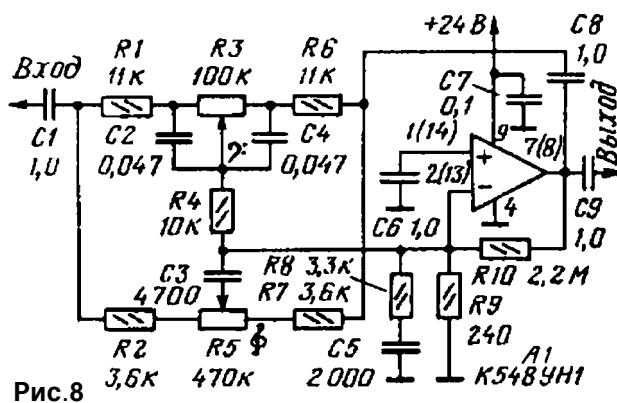 Вход
C1
1,0
R1
11к
R3
100к
R6
11к
C2
0,047
C4
0,047
R4
10к
C3
4700
R2
3,6к
R5
470к
R8 3,3к
R7 3,6к
C5
2000
C6 1,0
1(14)
2(13)
+24 В
C7
0,1
9
7(8)
4
C8
1,0
Выход
C9
1,0
R10 2,2М
R9
240
A1
К548УН1
Рис.8